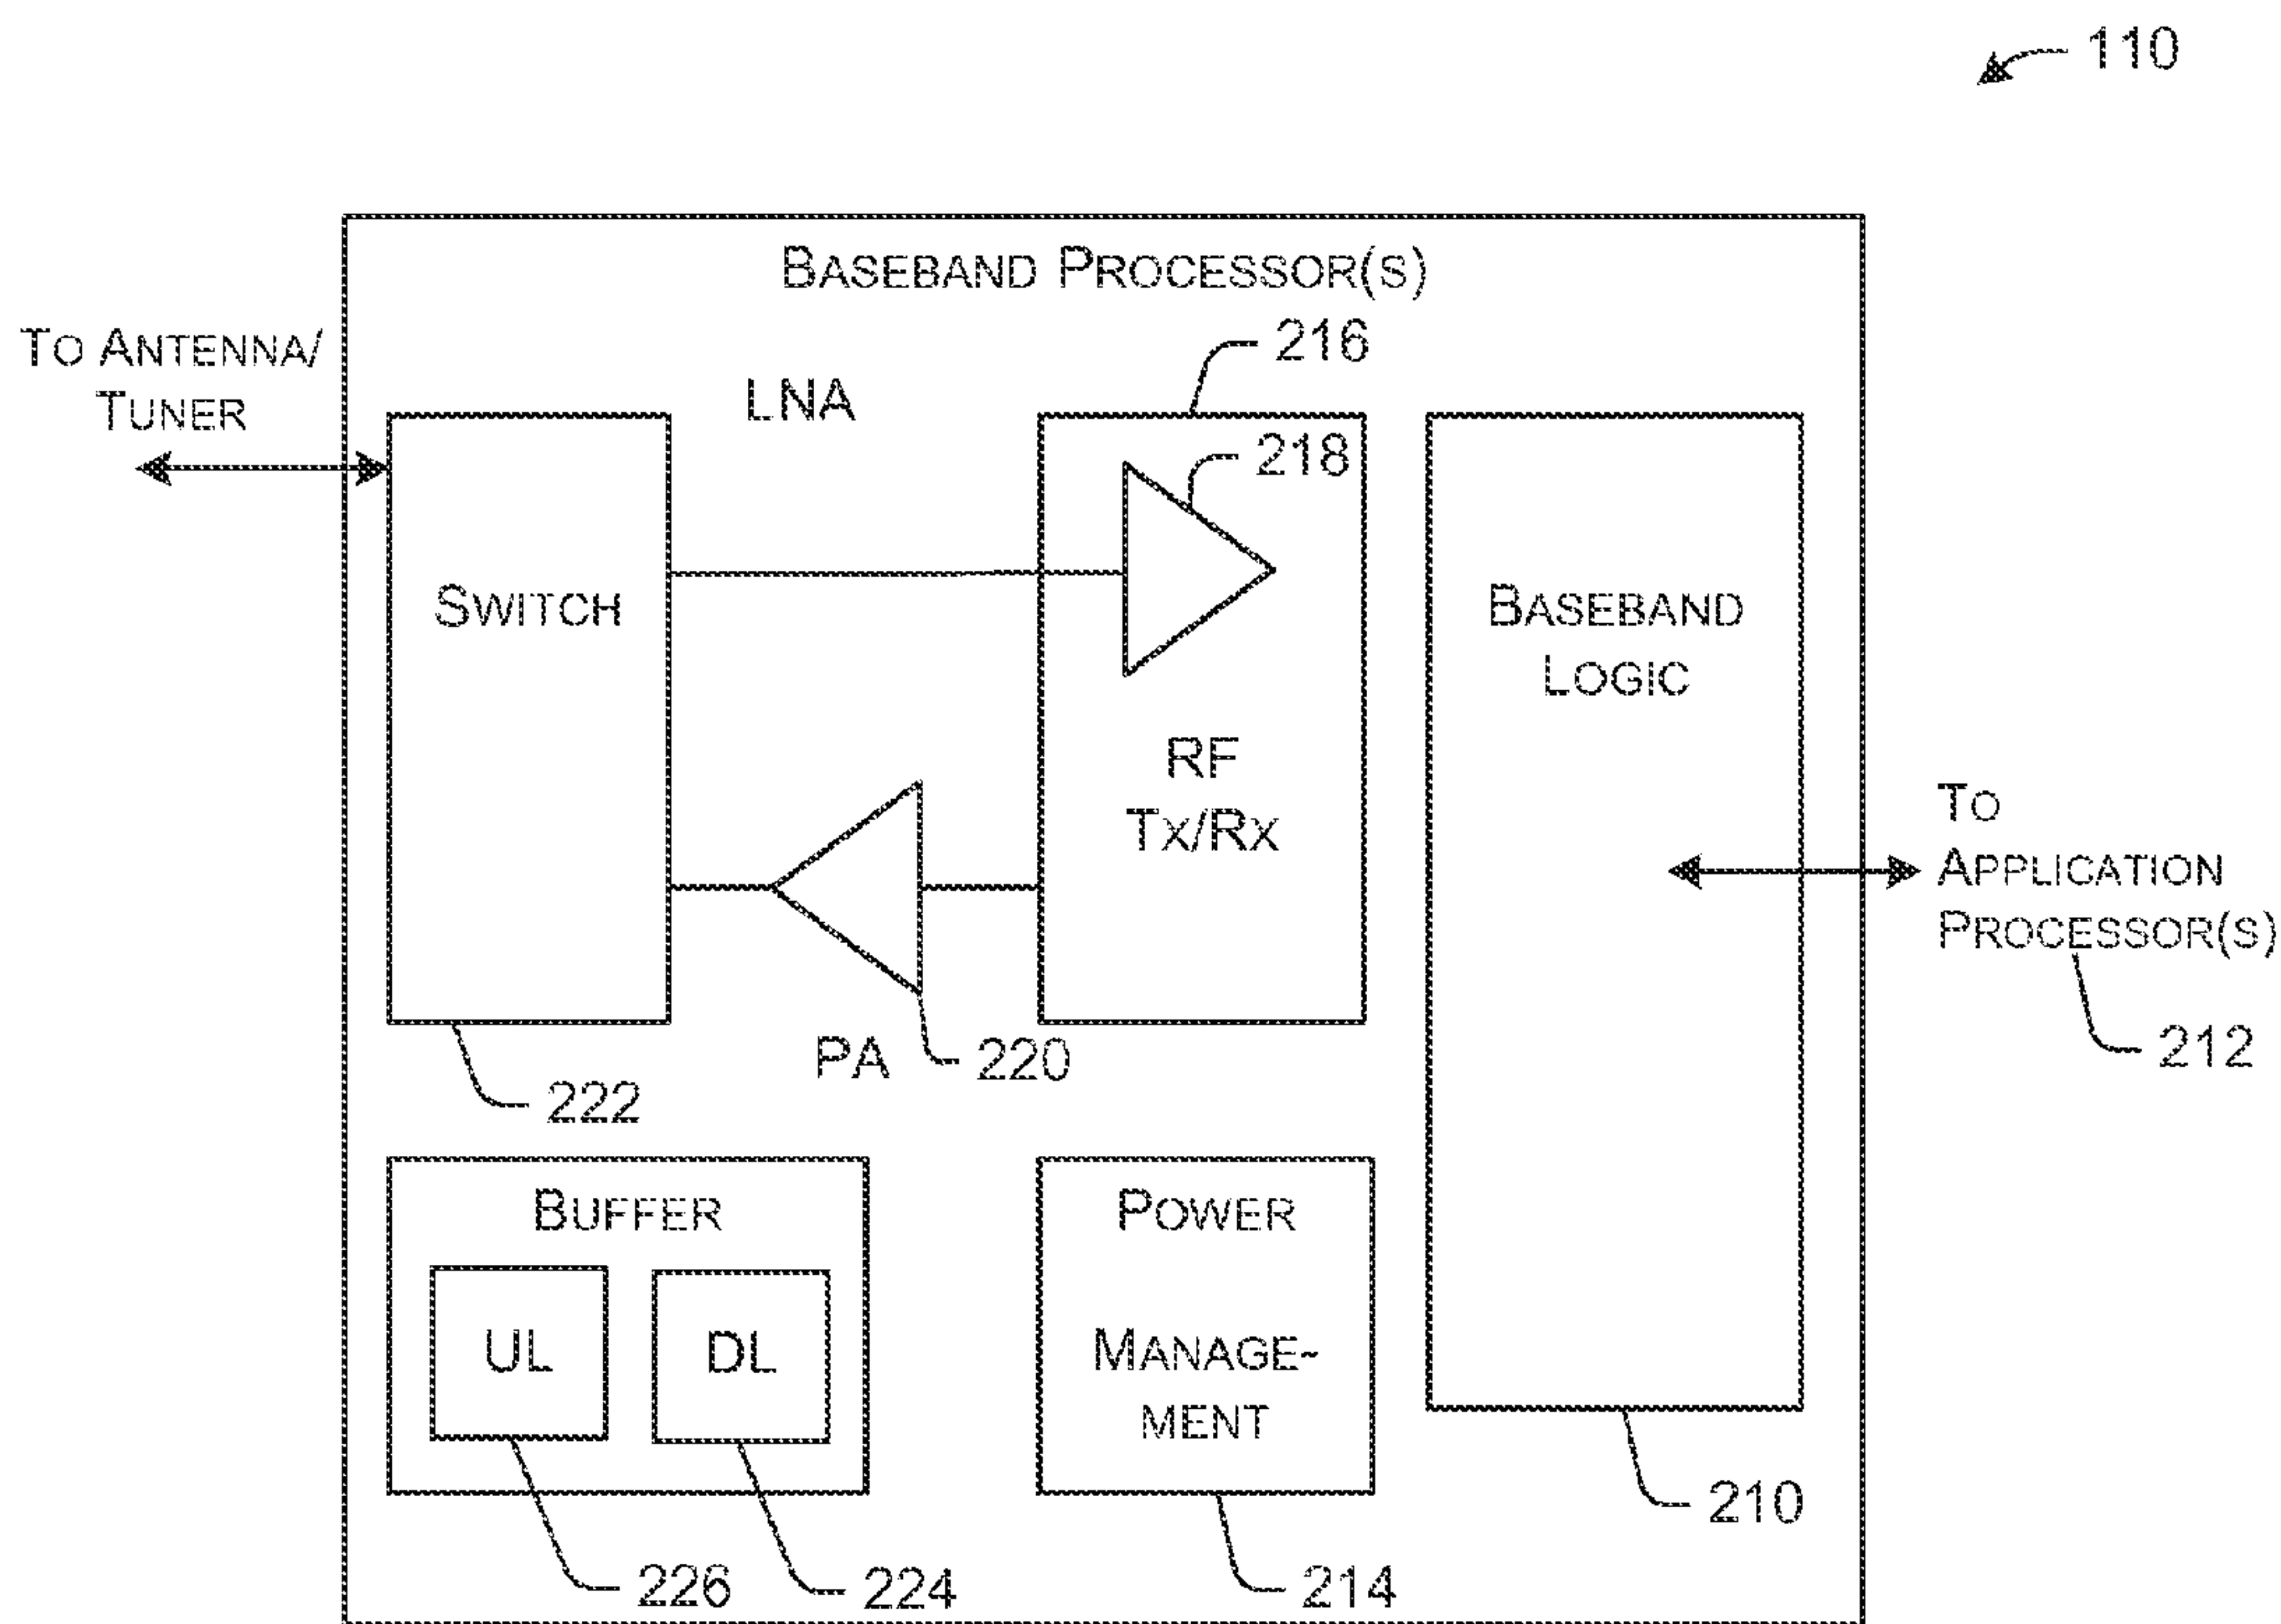 110
BASEBAND PROCESSOR(S)
TO ANTENNA/
TUNER
LNA
216
218
SWITCH
BASEBAND
LOGIC
RF
TX/RX
TO
APPLICATION
PROCESSOR(S)
212
PA
220
222
BUFFER
UL
DL
POWER
MANAGE-
MENT
210
226
224
214